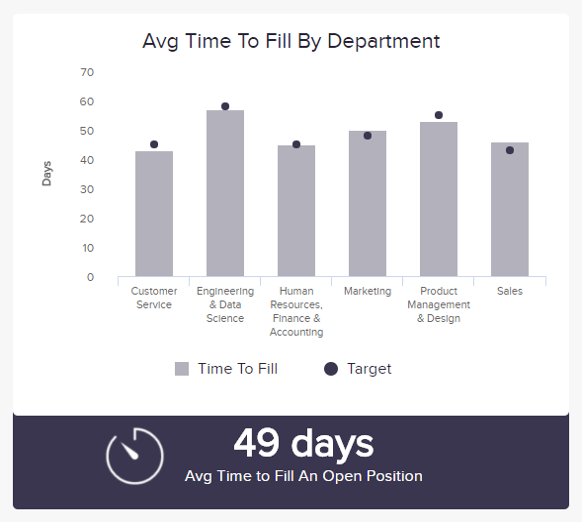 Avg Time To Fill By Department
70
60
50
40
30
20
10
0
Days
Customer
Service
Engineering
& Data
Science
Human
Resources,
Finance &
Accounting
Marketing
Product
Management
& Design
Sales
Time To Fill
Target
49 days
Avg Time to Fill An Open Position